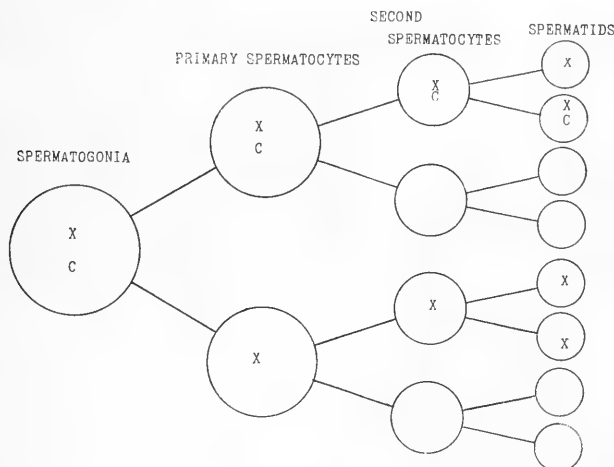 SECOND
SPERMATOCYTES
SPERMATIDS
PRIMARY SPERMATOCYTES
SPERMATOGONIA
X
C
X
C
X
X
C
X
X
C
X
X
X